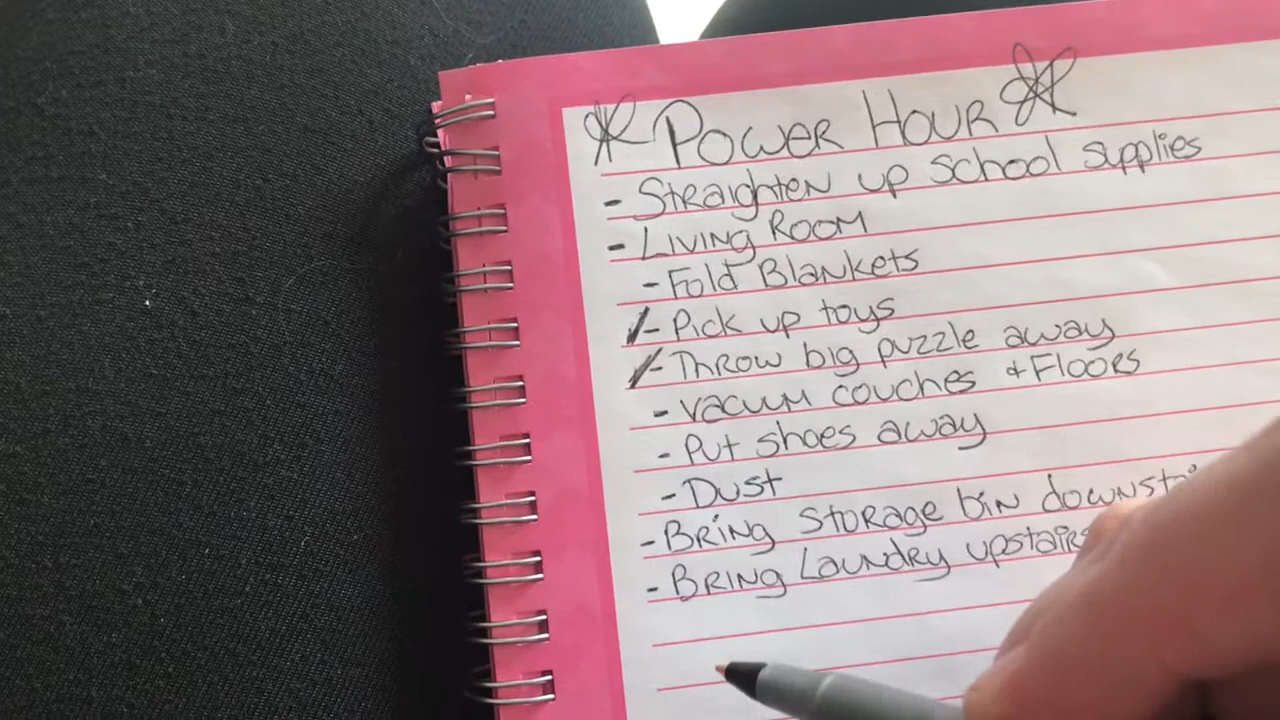 Power Hour
- Straighten up school supplies
- Living Room
- Fold Blankets
- Pick up toys
- Throw big puzzle away
- vacuum couches & Floors
- Put shoes away
- Dust
- Bring storage bin
- Bring Laundry upstairs